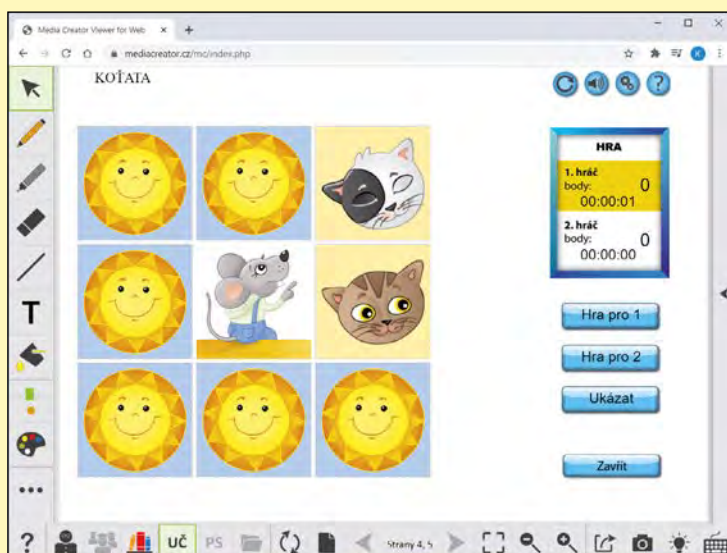 Media Creator Viewer for Web
mediacreator.cz/mc/index.php
K
KOŤATA
HRA
1. hráč
body: 0
00:00:01
2. hráč
body: 0
00:00:00
Hra pro 1
Hra pro 2
Ukázat
Zavřít
T
?
?
UČ PS
Strany 4, 5